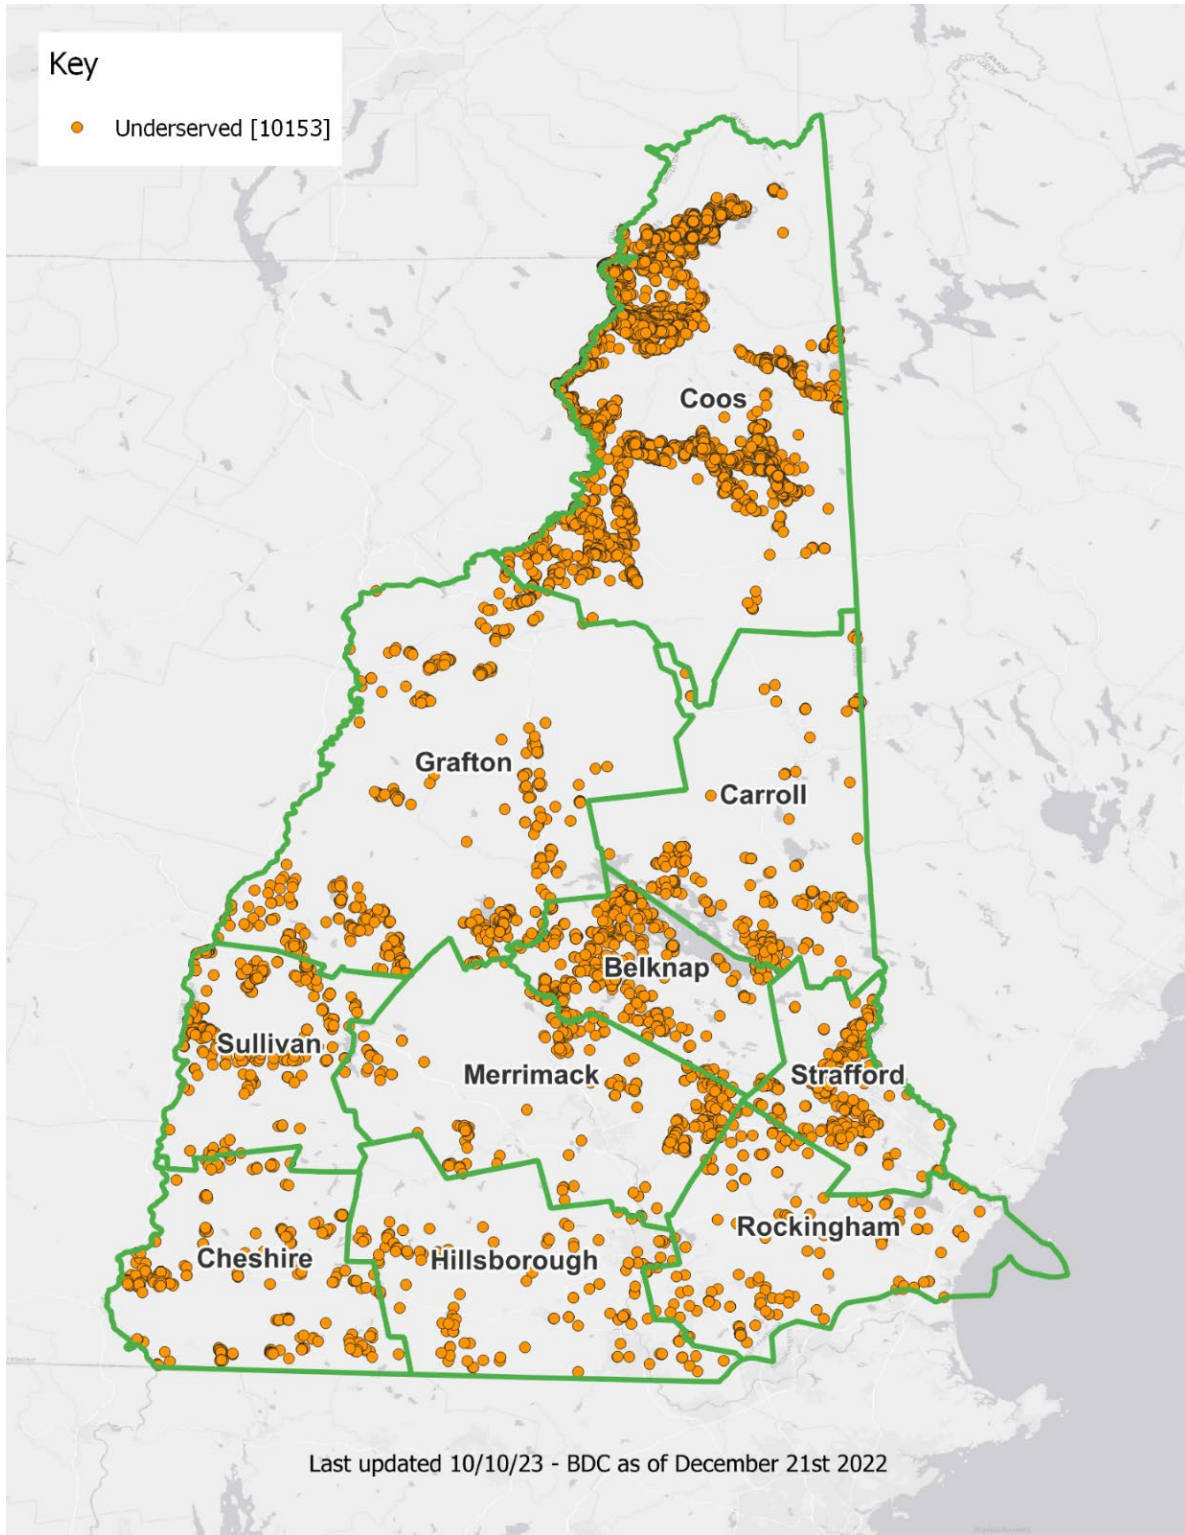 Key
Underserved [10153]
Coos
Grafton
Carroll
Belknap
Sullivan
Merrimack
Strafford
Rockingham
Cheshire
Hillsborough
Last updated 10/10/23 - BDC as of December 21st 2022